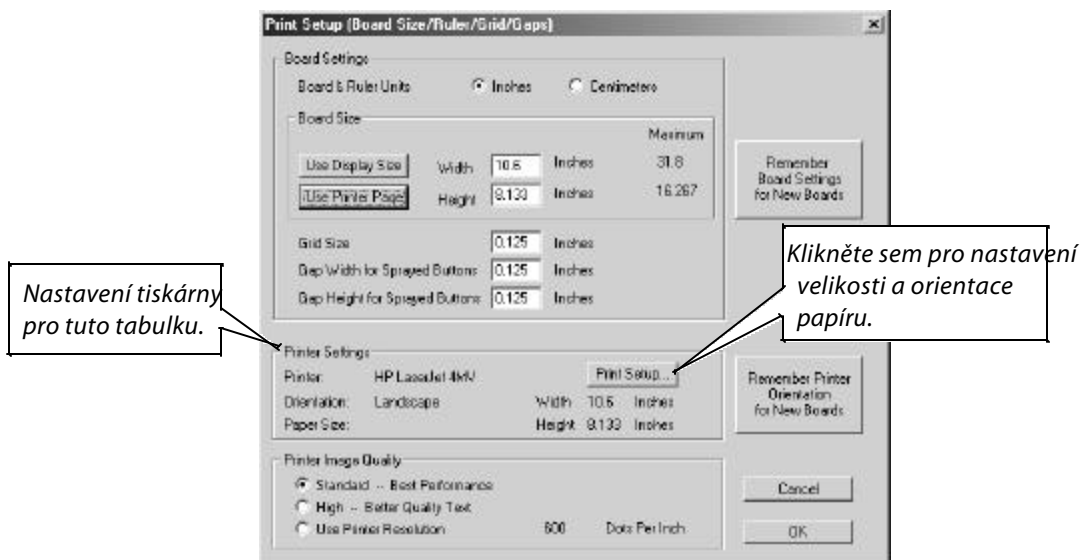 Print Setup (Board Size/Ruler/Grid/Gaps)
Board Settings
Board & Ruler Units Inches Centimeters
Board Size
Maximum
Use Display Size Width 10.6 Inches 31.8
Use Printer Page Height 8.133 Inches 16.267
Remember
Board Settings
for New Boards
Grid Size 0.125 Inches
Gap Width for Sprayed Buttons 0.125 Inches
Gap Height for Sprayed Buttons 0.125 Inches
Klikněte sem pro nastavení
velikosti a orientace
papíru.
Nastavení tiskárny
pro tuto tabulku.
Printer Settings
Printer: HP LaserJet 4MV Print Setup...
Orientation: Landscape Width 10.6 Inches
Paper Size: Height 8.133 Inches
Remember Printer
Orientation
for New Boards
Printer Image Quality
Standard -- Best Performance
High -- Better Quality Text
Use Printer Resolution 600 Dots Per Inch
Cancel
OK